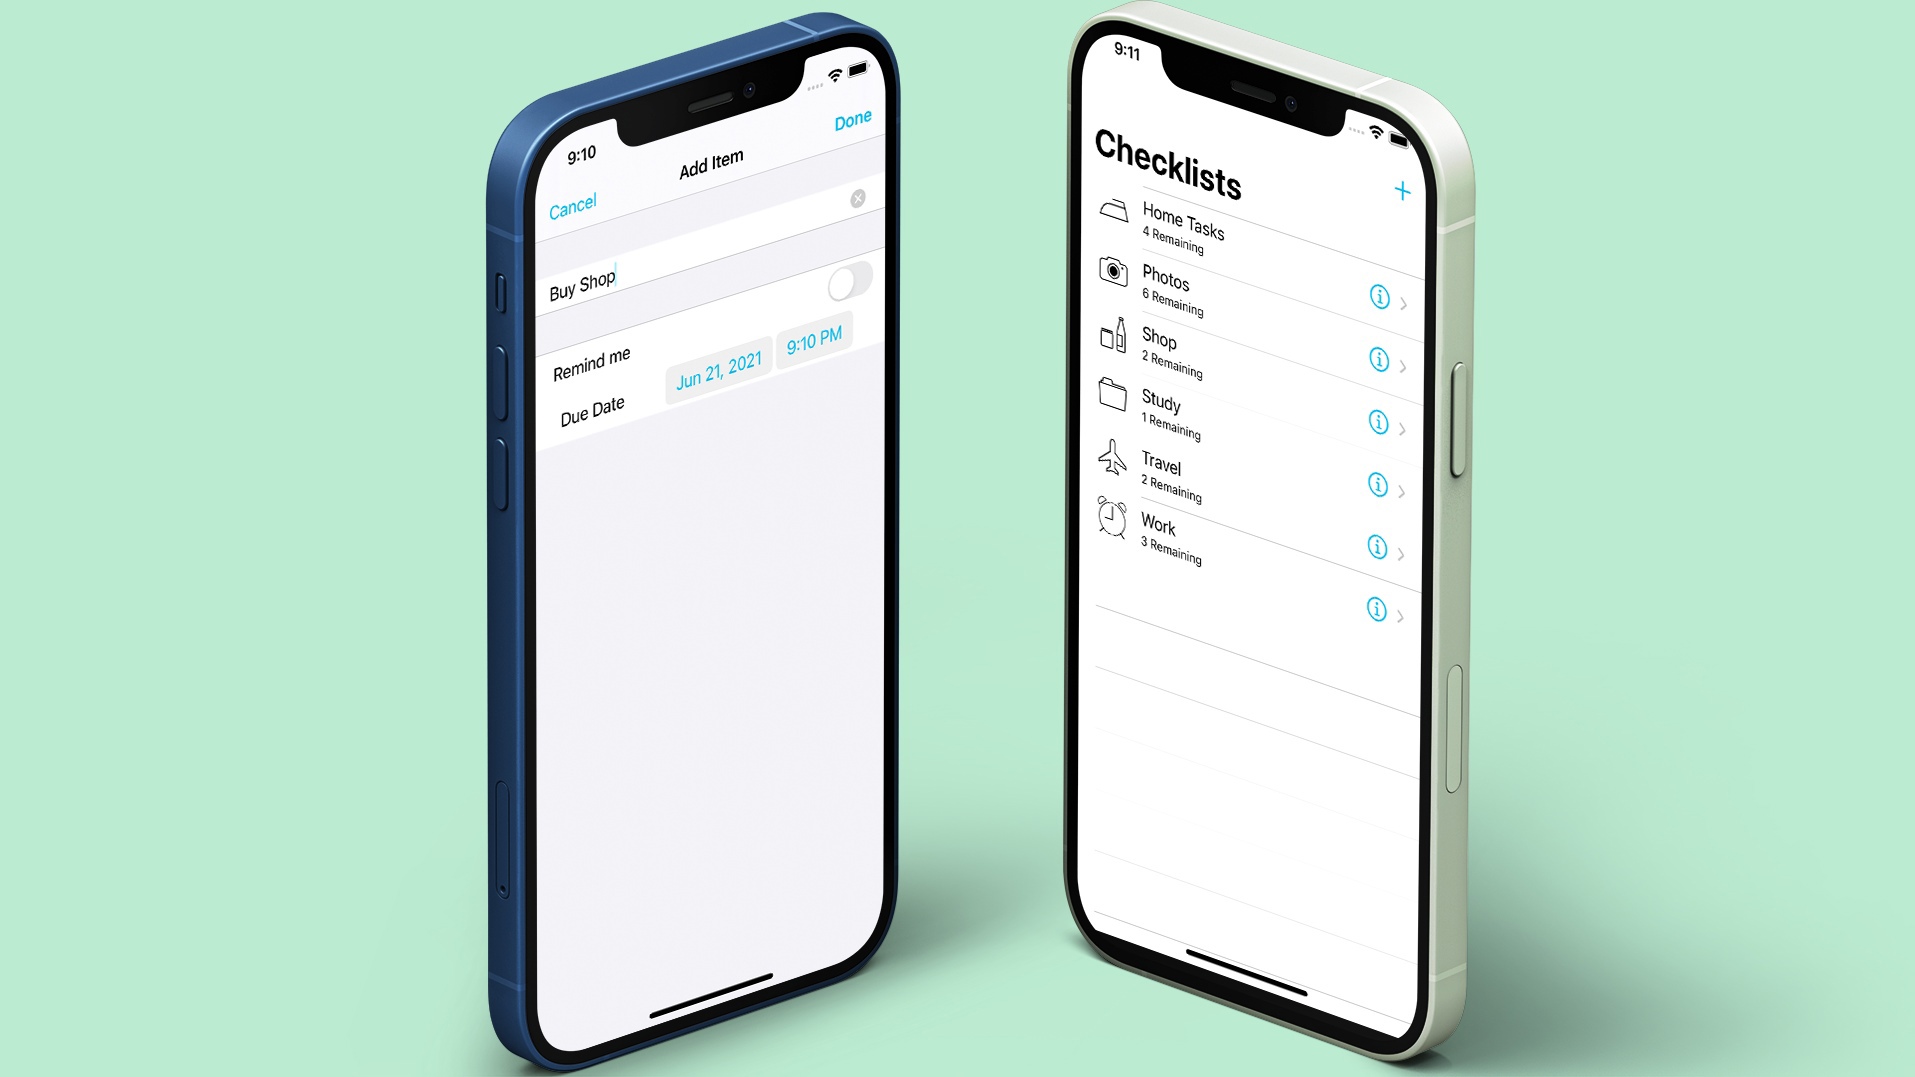 9:10
Cancel
Add Item
Done
Buy Shop
Remind me
Due Date
Jun 21, 2021
9:10 PM
9:11
Checklists
+
Home Tasks
4 Remaining
Photos
6 Remaining
Shop
2 Remaining
Study
1 Remaining
Travel
2 Remaining
Work
3 Remaining